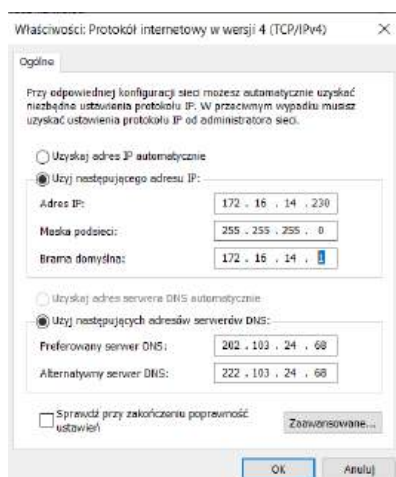 Właściwości: Protokół internetowy w wersji 4 (TCP/IPv4)
Ogólne
Przy odpowiedniej konfiguracji sieci możesz automatycznie uzyskać
niezbędne ustawienia protokołu IP. W przeciwnym wypadku musisz
uzyskać ustawienia protokołu IP od administratora sieci.
Uzyskaj adres IP automatycznie
Użyj następującego adresu IP:
Adres IP: 172 . 16 . 14 . 230
Maska podsieci: 255 . 255 . 255 . 0
Brama domyślna: 172 . 16 . 14 . 1
Uzyskaj adres serwera DNS automatycznie
Użyj następujących adresów serwerów DNS:
Preferowany serwer DNS: 202 . 103 . 24 . 68
Alternatywny serwer DNS: 222 . 103 . 24 . 68
Sprawdź przy zakończeniu poprawność
ustawień
Zaawansowane...
OK Anuluj